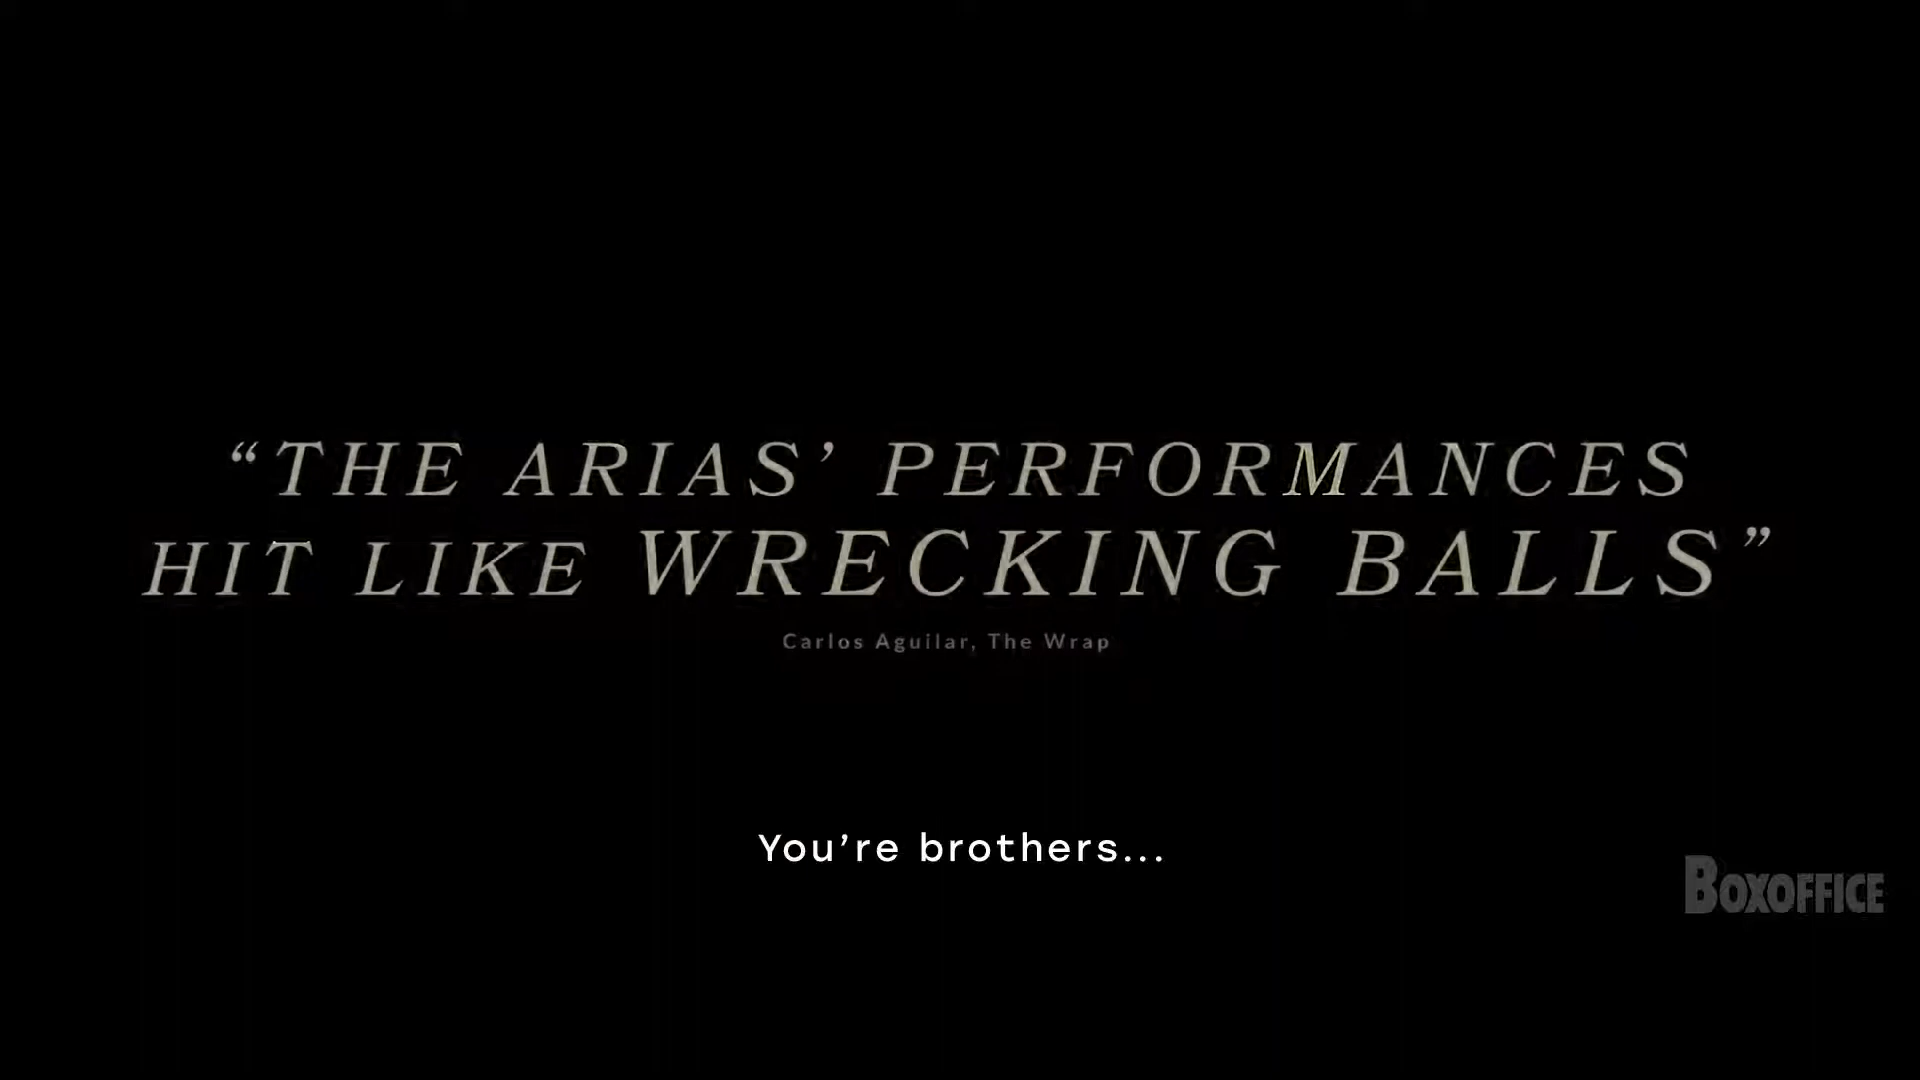 “THE ARIAS’ PERFORMANCES
HIT LIKE WRECKING BALLS”
Carlos Aguilar, The Wrap
You’re brothers...
BOXOFFICE